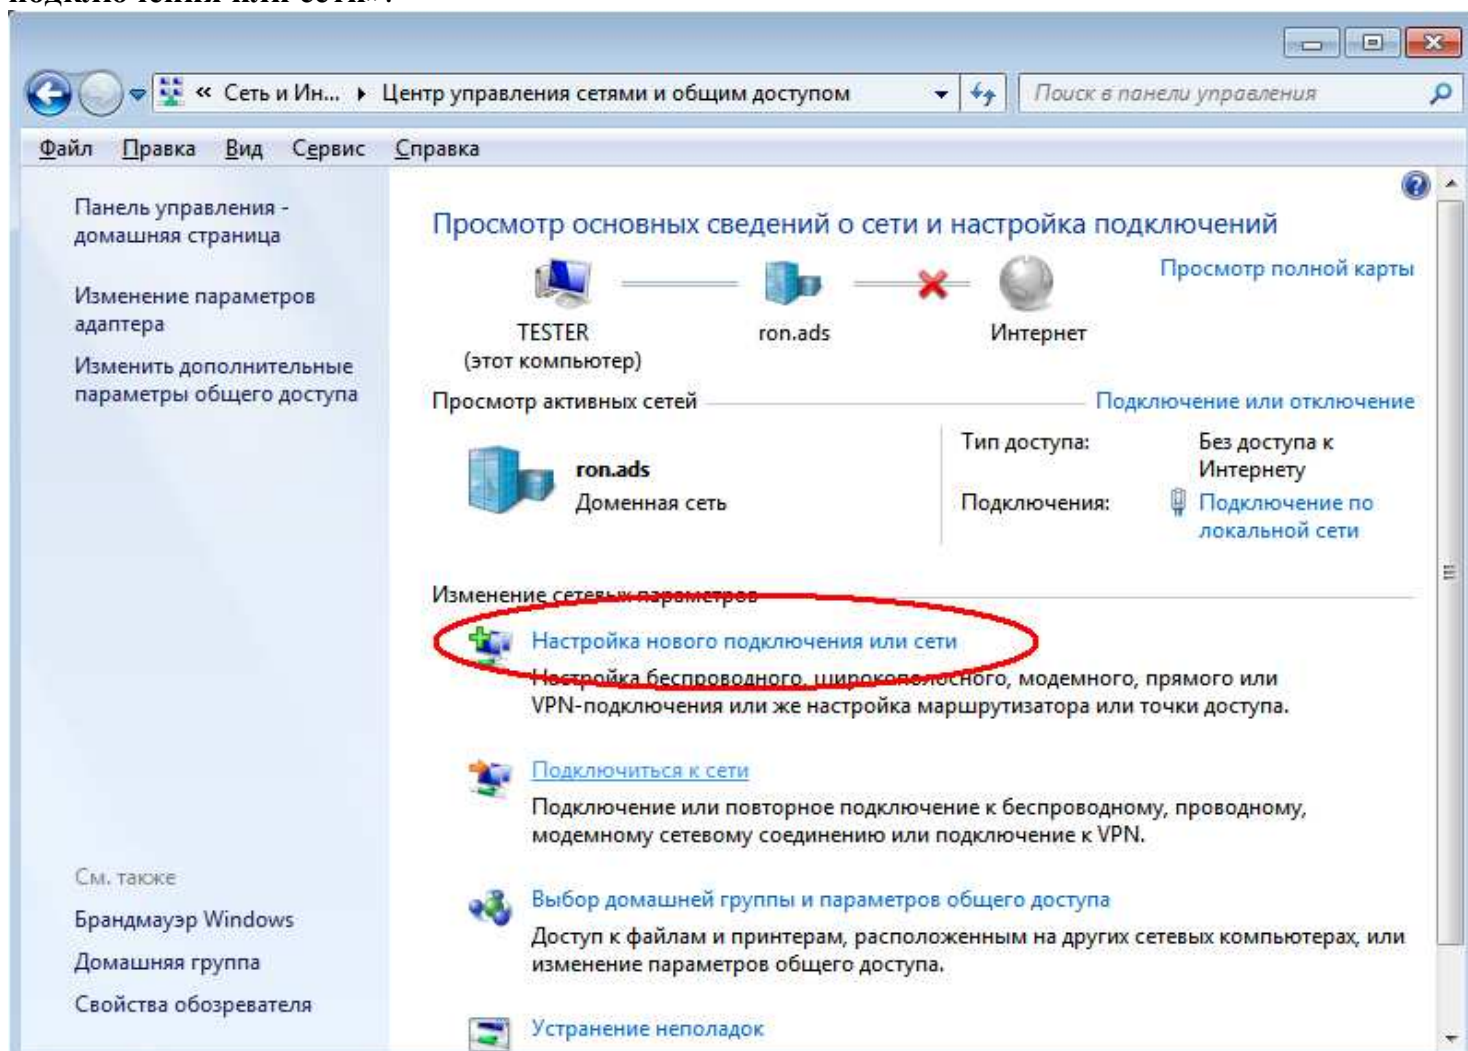 подключения или сети».
« Сеть и Ин... Центр управления сетями и общим доступом
Поиск в панели управления
Файл Правка Вид Сервис Справка
Панель управления -
домашняя страница
Изменение параметров
адаптера
Изменить дополнительные
параметры общего доступа
Просмотр основных сведений о сети и настройка подключений
Просмотр полной карты
TESTER
(этот компьютер)
ron.ads
Интернет
Просмотр активных сетей
Подключение или отключение
ron.ads
Доменная сеть
Тип доступа: Без доступа к
Интернету
Подключения: Подключение по
локальной сети
Изменение сетевых параметров
Настройка нового подключения или сети
Настройка беспроводного, широкополосного, модемного, прямого или
VPN-подключения или же настройка маршрутизатора или точки доступа.
Подключиться к сети
Подключение или повторное подключение к беспроводному, проводному,
модемному сетевому соединению или подключение к VPN.
Выбор домашней группы и параметров общего доступа
Доступ к файлам и принтерам, расположенным на других сетевых компьютерах, или
изменение параметров общего доступа.
Устранение неполадок
См. также
Брандмауэр Windows
Домашняя группа
Свойства обозревателя